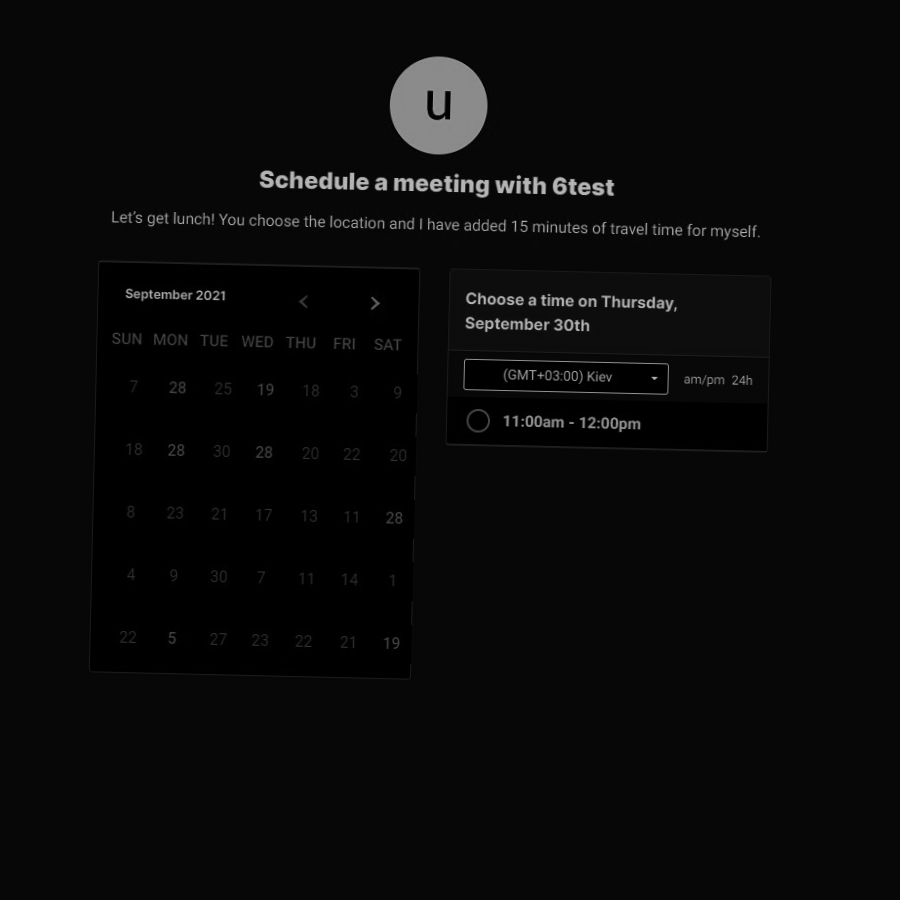 u
Schedule a meeting with 6test
Let's get lunch! You choose the location and I have added 15 minutes of travel time for myself.
September 2021
SUN MON TUE WED THU FRI SAT
7 28 25 19 18 3 9
18 28 30 28 20 22 20
8 23 21 17 13 11 28
4 9 30 7 11 14 1
22 5 27 23 22 21 19
Choose a time on Thursday,
September 30th
(GMT+03:00) Kiev am/pm 24h
11:00am - 12:00pm